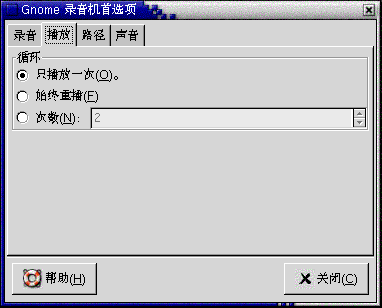 Gnome 录音机首选项
录音 播放 路径 声音
循环
只播放一次(O)。
始终重播(F)
次数(N): 2
帮助(H) 关闭(C)